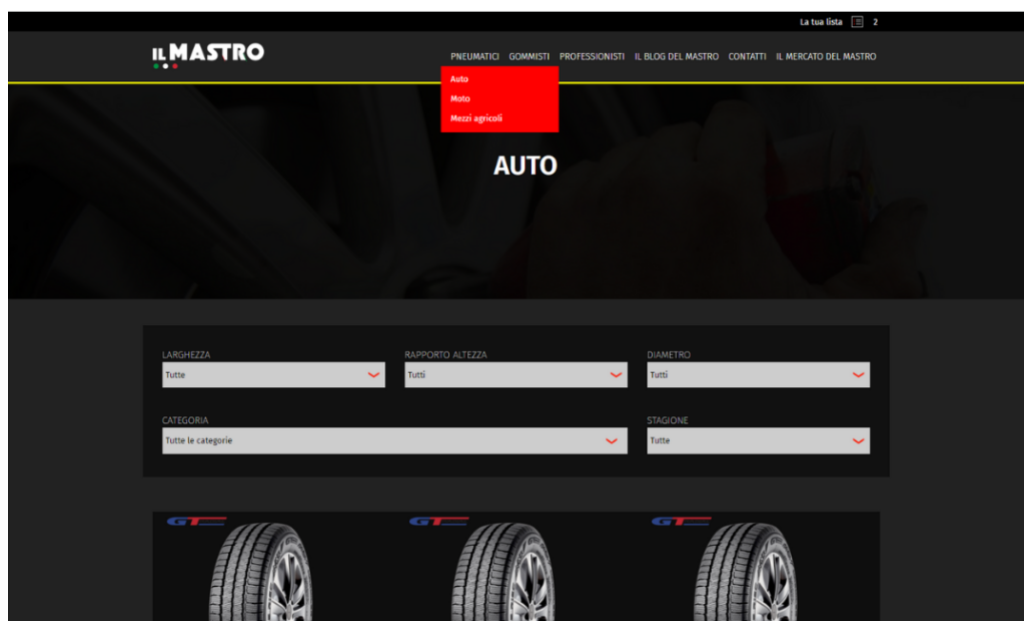 La tua lista 2
IL MASTRO
PNEUMATICI GOMMISTI PROFESSIONISTI IL BLOG DEL MASTRO CONTATTI IL MERCATO DEL MASTRO
Auto
Moto
Mezzi agricoli
AUTO
LARGHEZZA RAPPORTO ALTEZZA DIAMETRO
Tutte Tutti Tutti
CATEGORIA STAGIONE
Tutte le categorie Tutte
GT GT GT